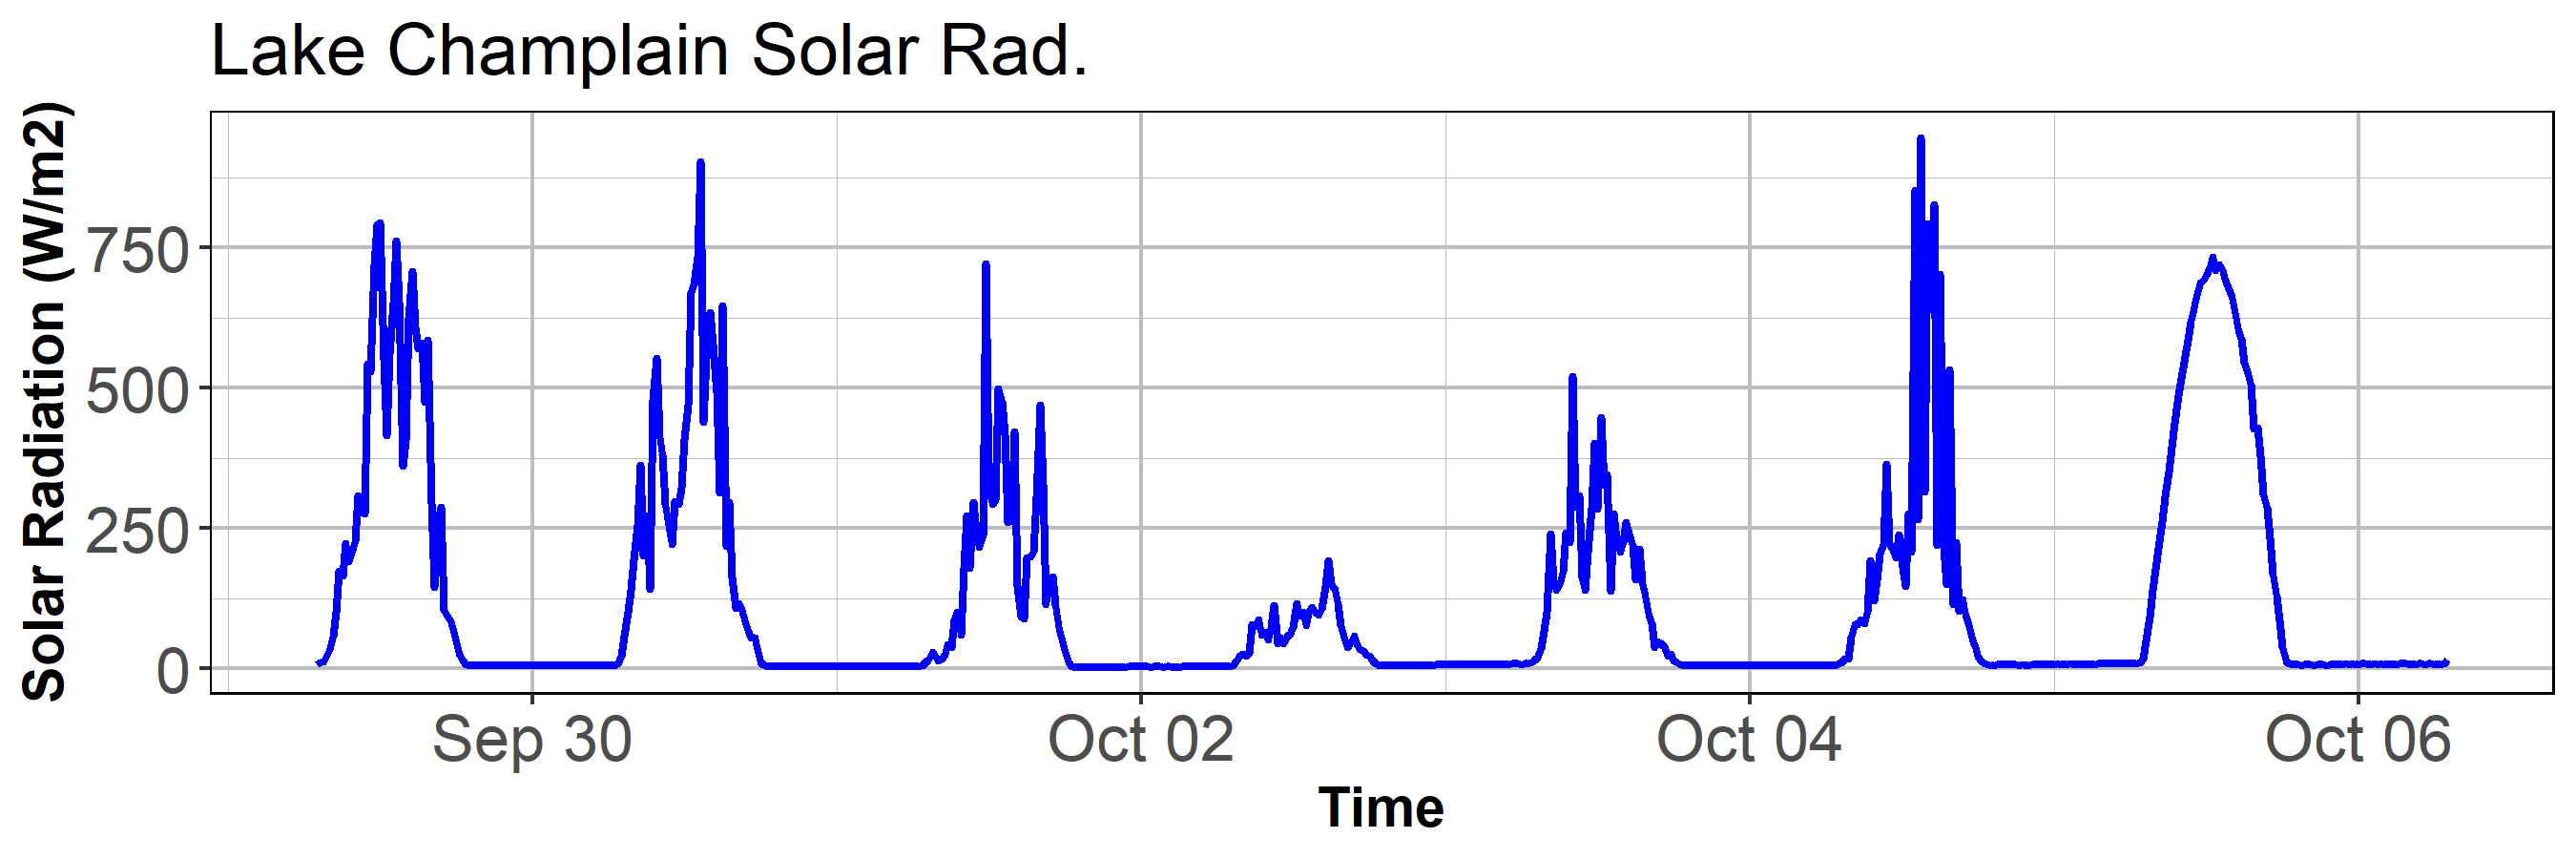 Lake Champlain Solar Rad.
Solar Radiation (W/m2)
750
500
250
0
Sep 30
Oct 02
Oct 04
Oct 06
Time